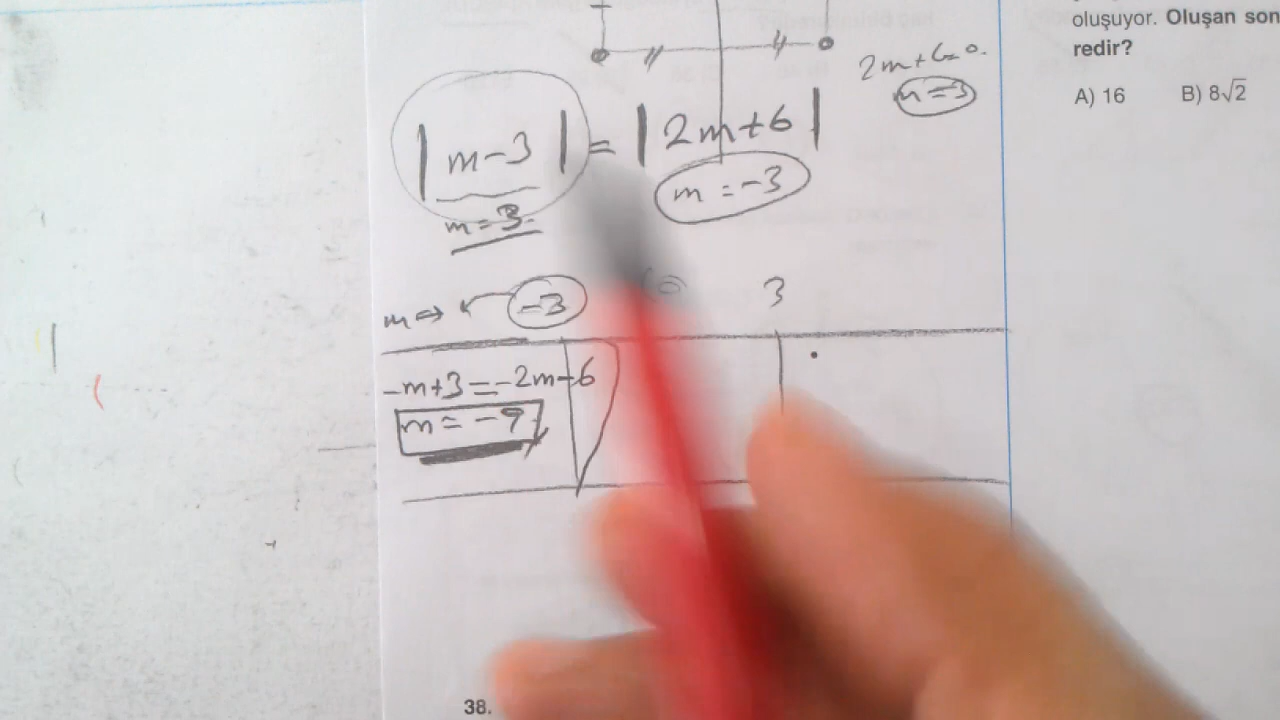 oluşuyor. Oluşan son
redir?
A) 16 B) 8√2
2m+6=0.
m=3
|m-3| = |2m+6|
m=3.
m=-3
m → -3 0 3
-m+3=-2m-6
m=-9
38.